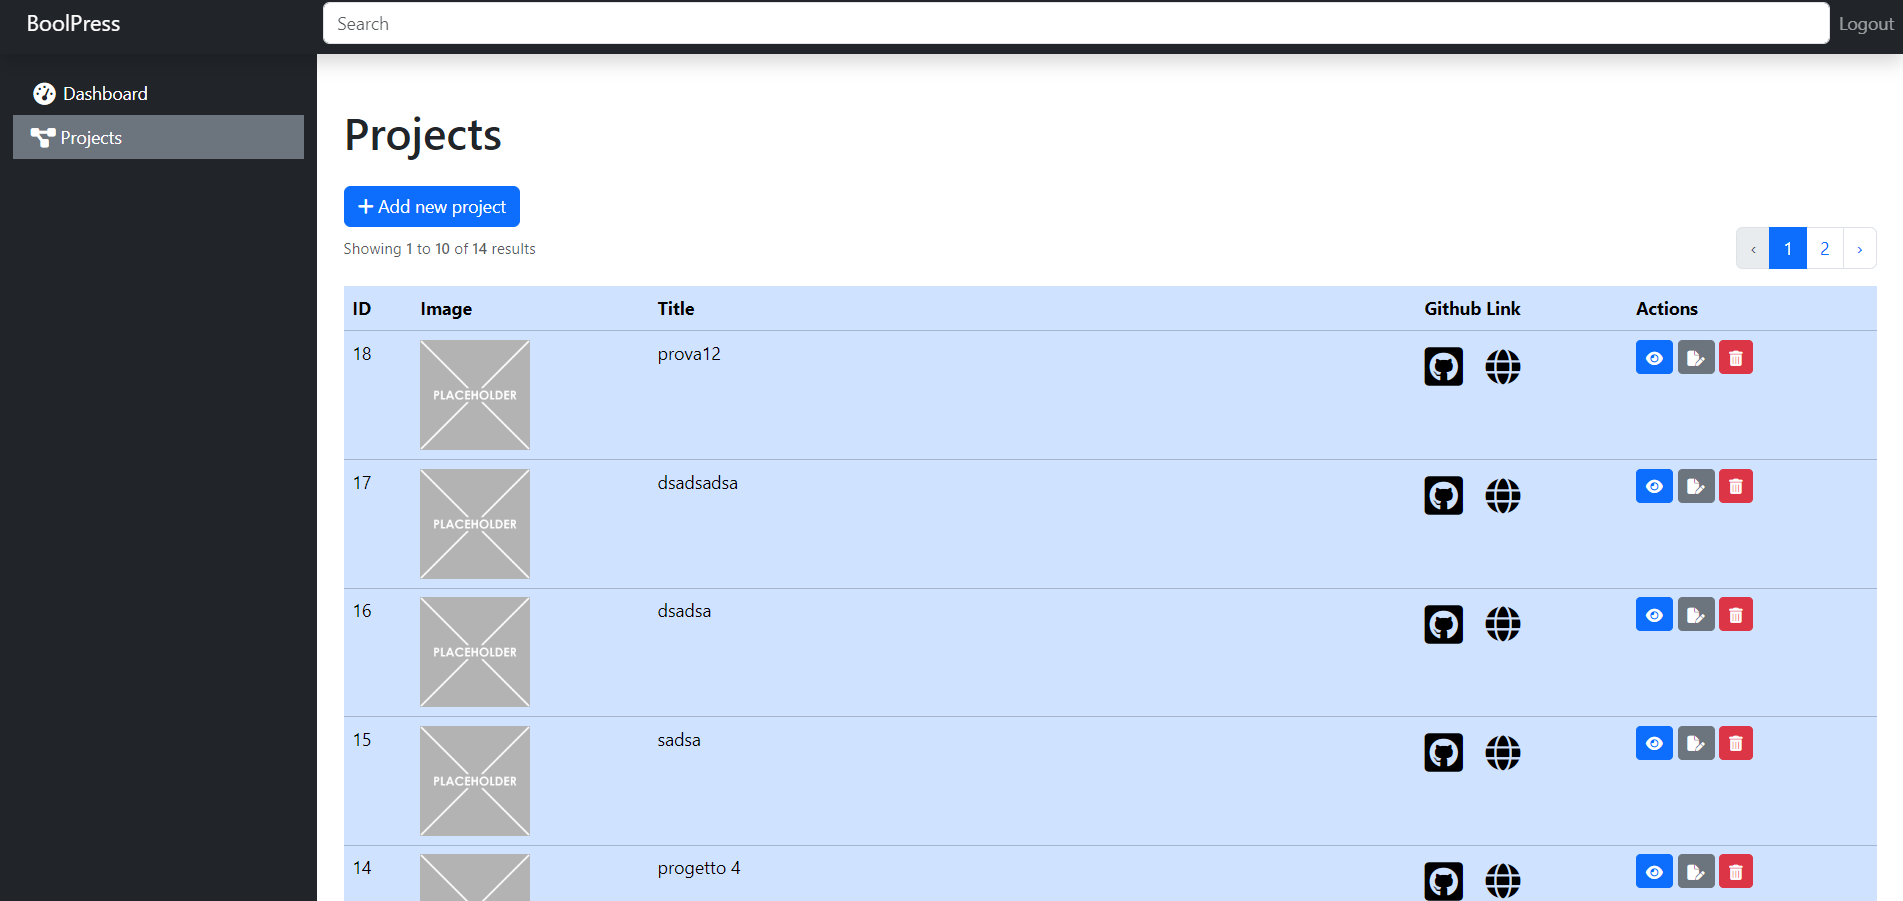 BoolPress
Search
Logout
Dashboard
Projects
Projects
+ Add new project
Showing 1 to 10 of 14 results
‹ 1 2 ›
ID Image Title Github Link Actions
18 PLACEHOLDER prova12
17 PLACEHOLDER dsadsadsa
16 PLACEHOLDER dsadsa
15 PLACEHOLDER sadsa
14 progetto 4